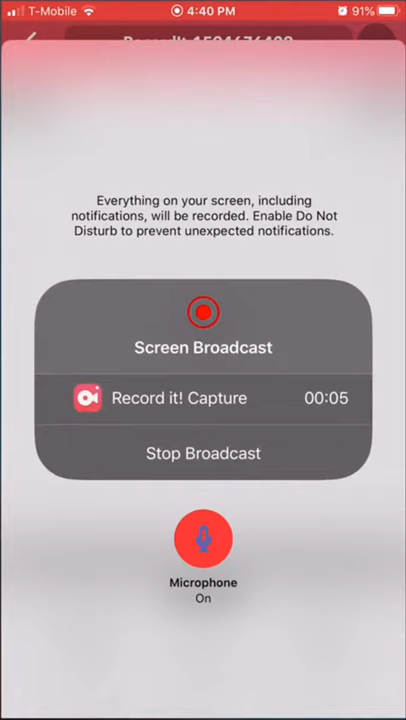 T-Mobile 4:40 PM 91%
Everything on your screen, including
notifications, will be recorded. Enable Do Not
Disturb to prevent unexpected notifications.
Screen Broadcast
Record it! Capture 00:05
Stop Broadcast
Microphone
On